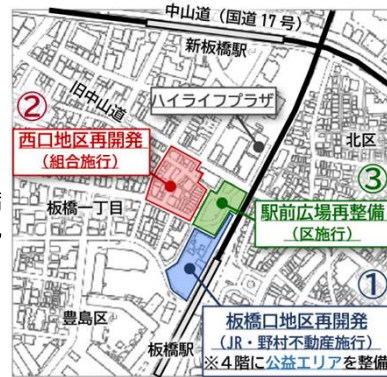 中山道（国道17号）
新板橋駅
旧中山道
ハイライフプラザ
北区
②
西口地区再開発
（組合施行）
③
駅前広場再整備
（区施行）
板橋一丁目
①
豊島区
板橋口地区再開発
（JR・野村不動産施行）
※４階に公益エリアを整備
板橋駅